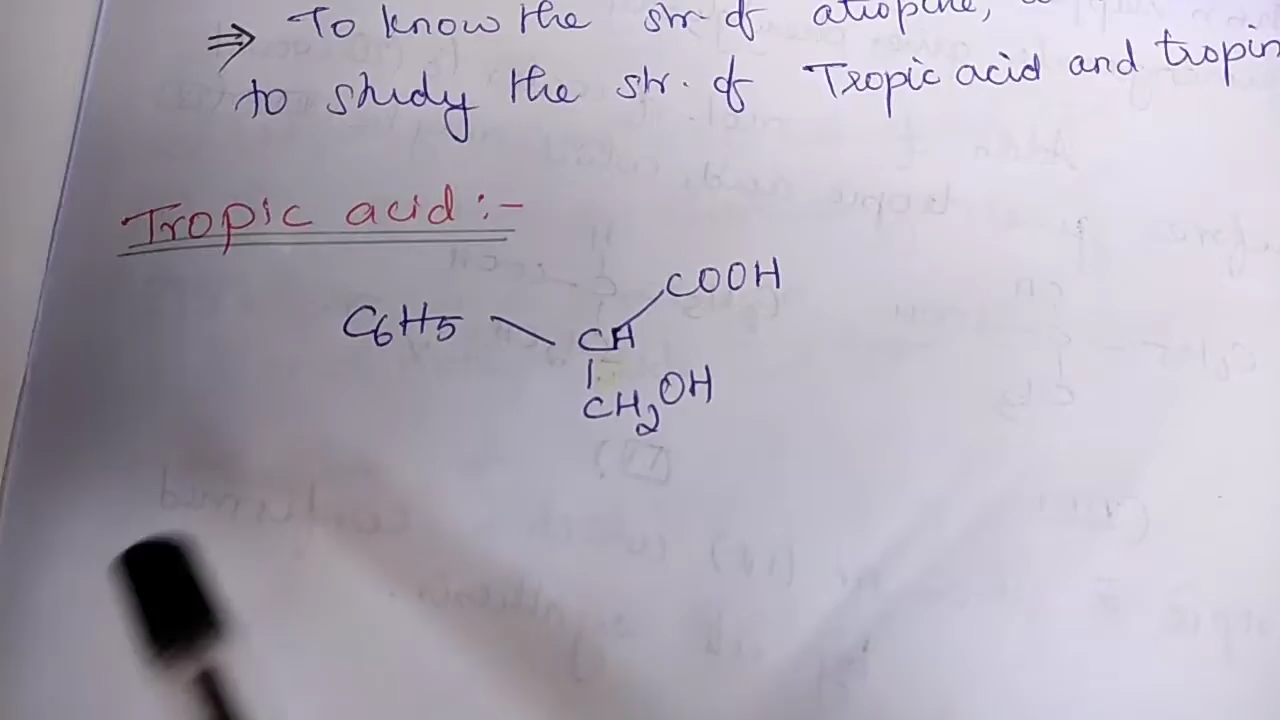 ⇒ To know the str of atropine,
to study the str. of Tropic acid and tropin
Tropic acid :-
COOH
C6H5 CH
CH2OH